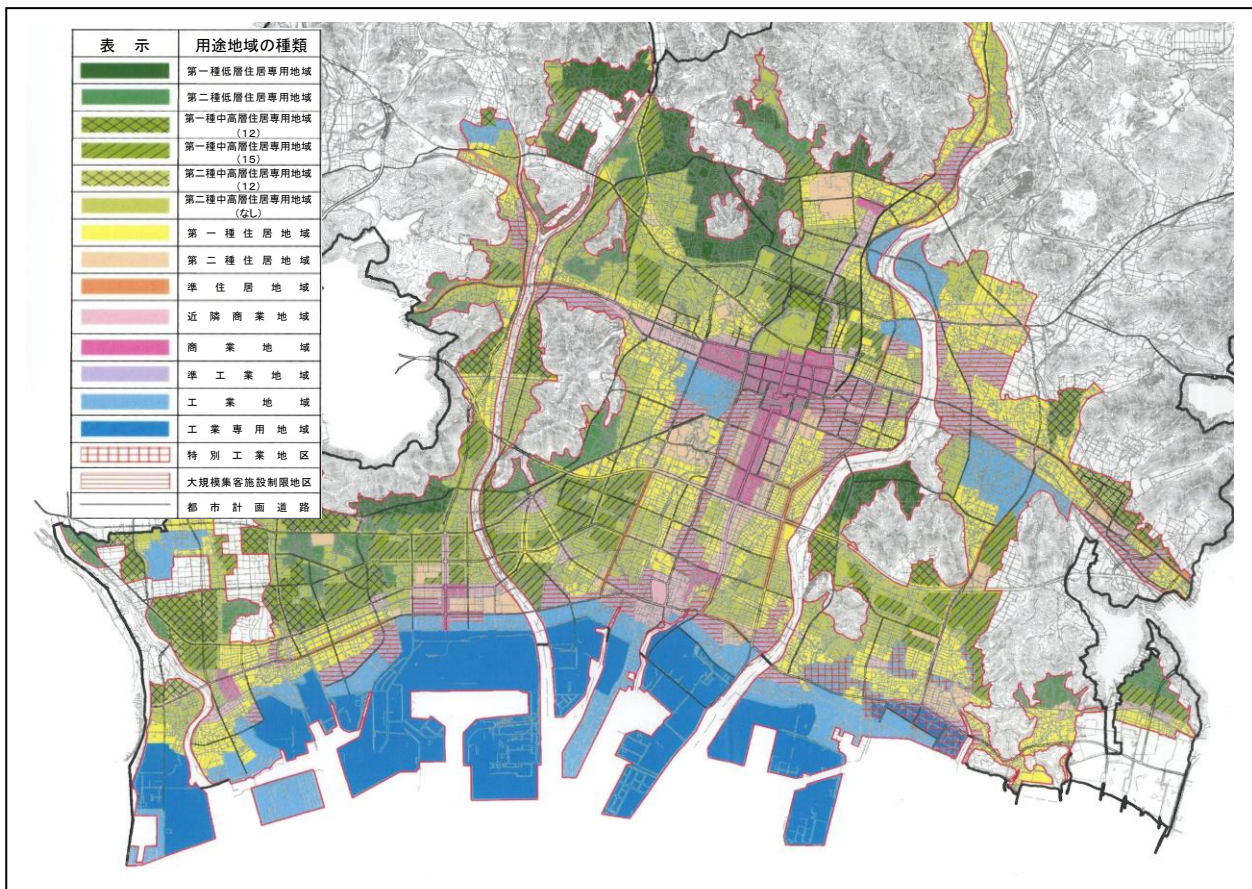 表示 用途地域の種類
第一種低層住居専用地域
第二種低層住居専用地域
第一種中高層住居専用地域
(12)
第一種中高層住居専用地域
(15)
第二種中高層住居専用地域
(12)
第二種中高層住居専用地域
(なし)
第一種住居地域
第二種住居地域
準住居地域
近隣商業地域
商業地域
準工業地域
工業地域
工業専用地域
特別工業地区
大規模集客施設制限地区
都市計画道路